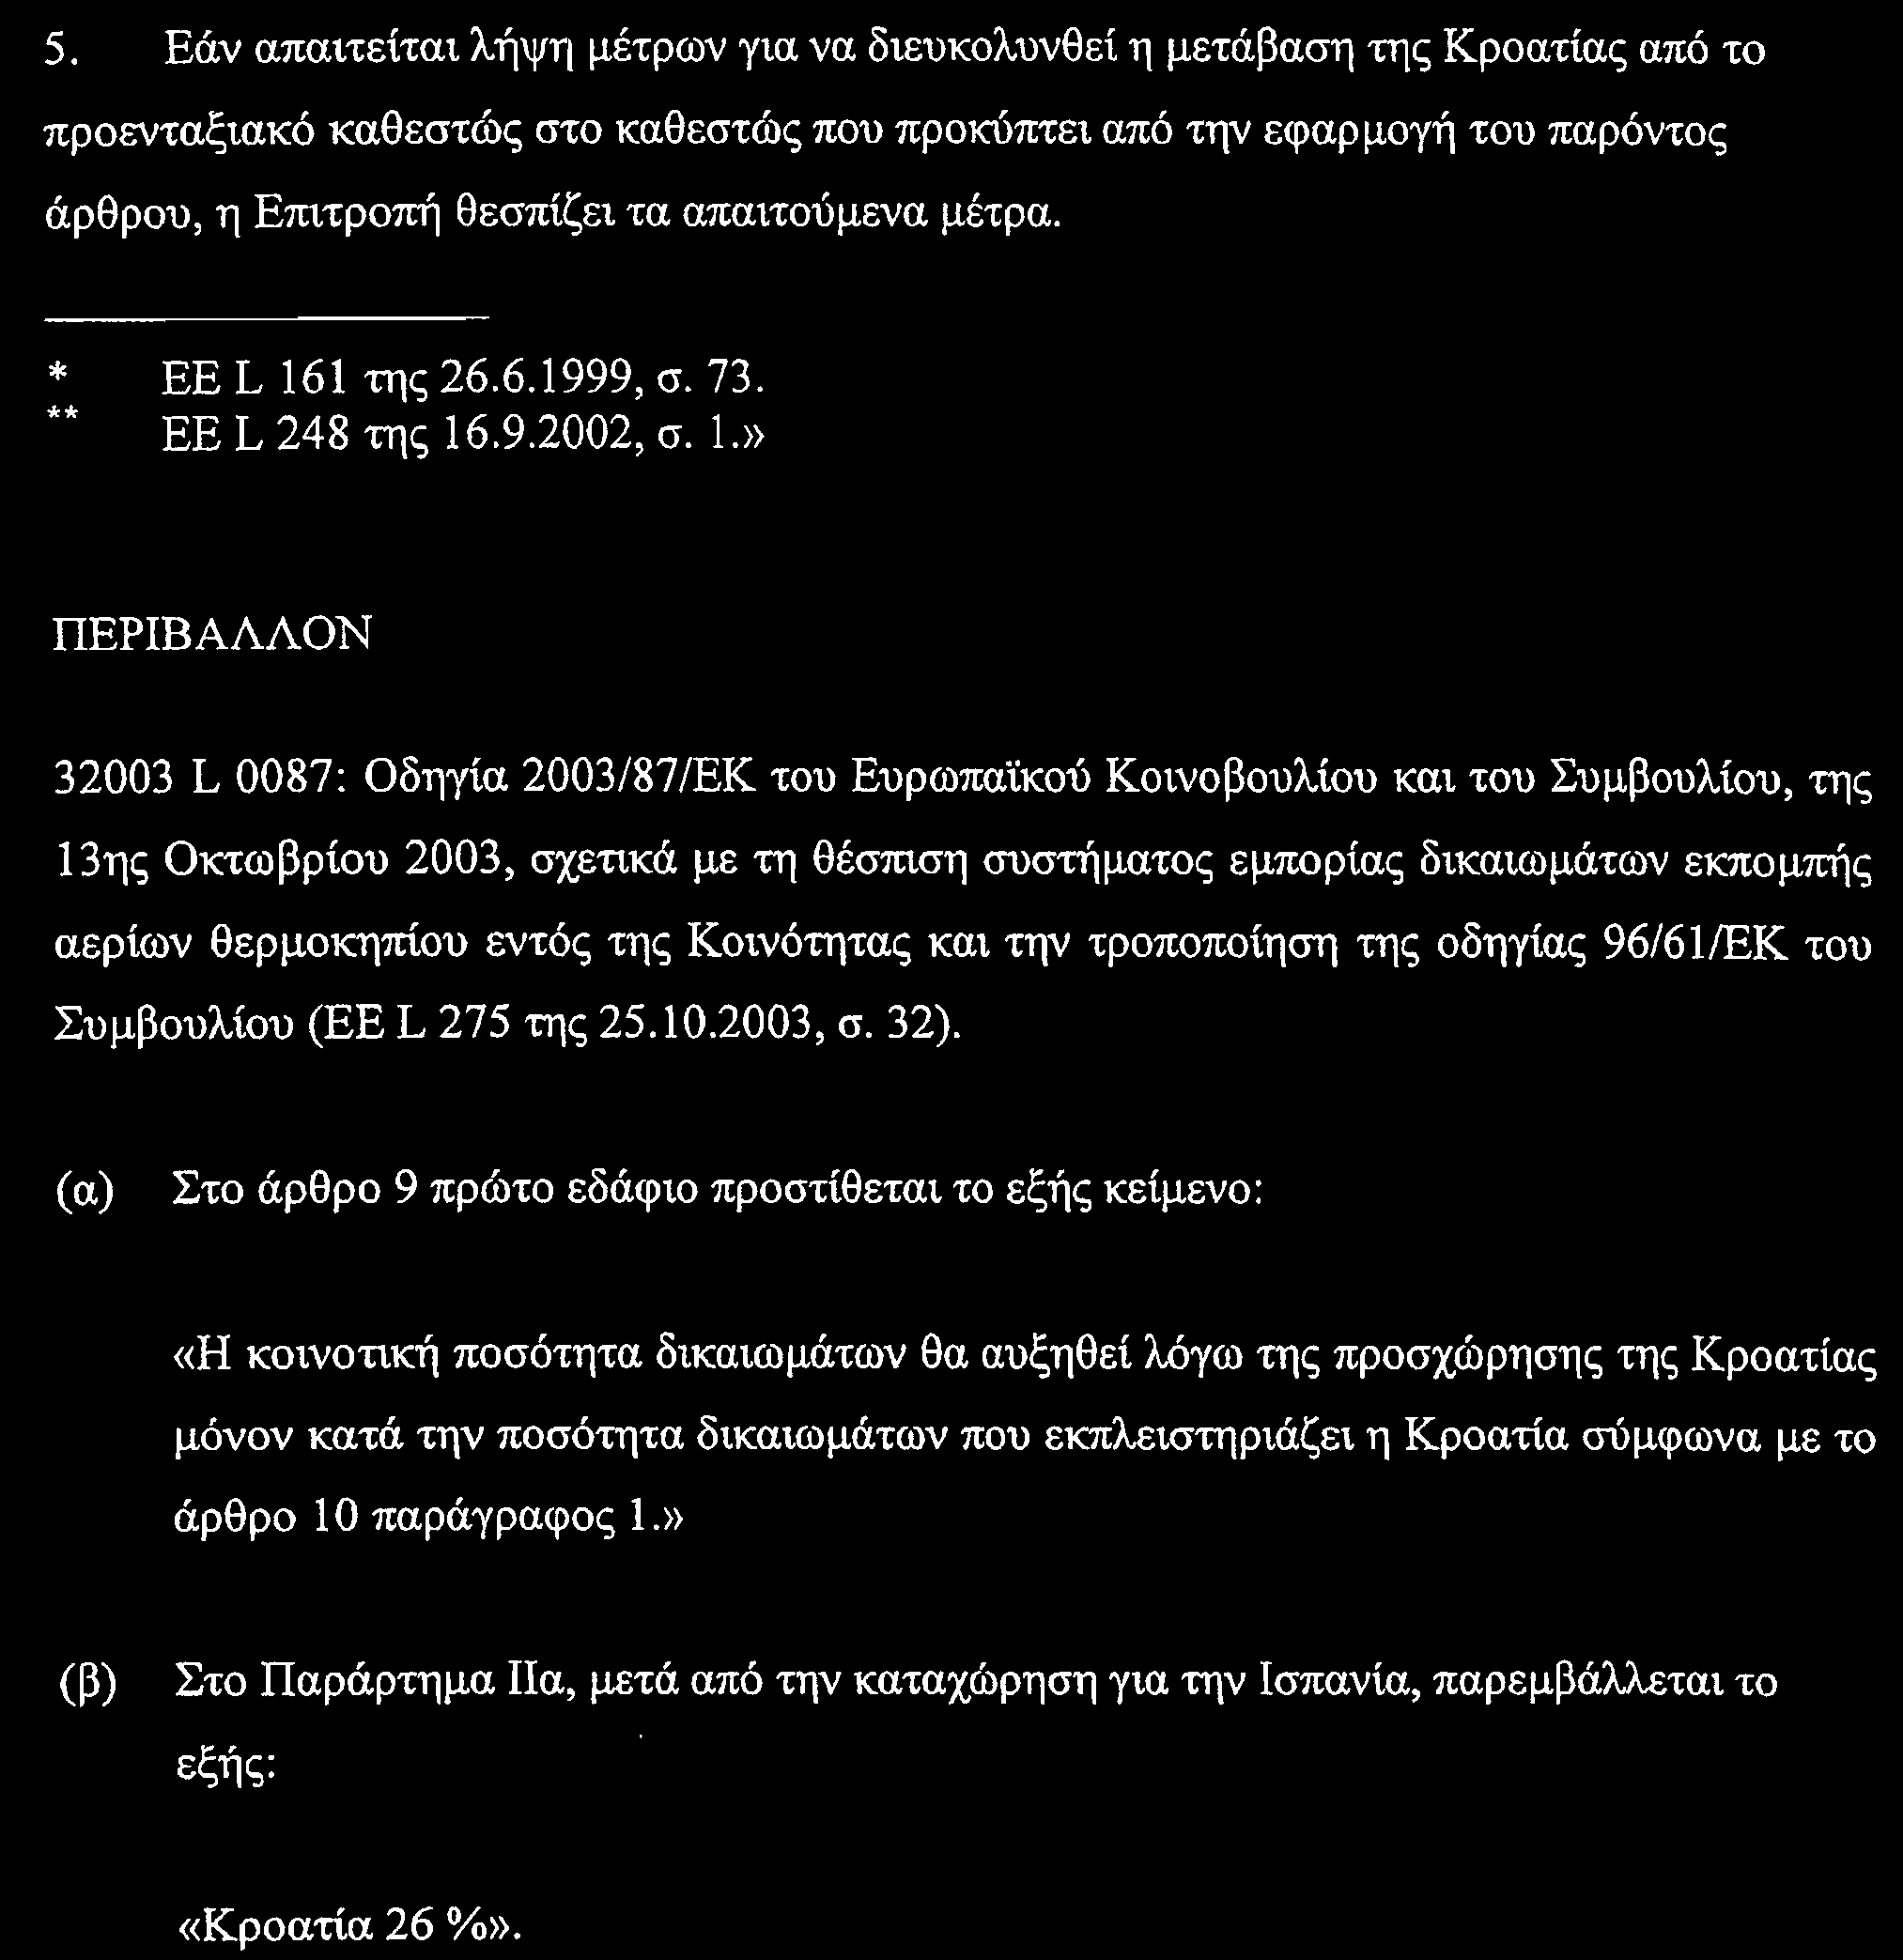 5. Εάν απαιτείται λήψη μέτρων για να διευκολυνθεί η μετάβαση της Κροατίας από το
προενταξιακό καθεστώς στο καθεστώς που προκύπτει από την εφαρμογή του παρόντος
άρθρου, η Επιτροπή θεσπίζει τα απαιτούμενα μέτρα.
* ΕΕ L 161 της 26.6.1999, σ. 73.
** ΕΕ L 248 της 16.9.2002, σ. 1.»
ΠΕΡΙΒΑΛΛΟΝ
32003 L 0087: Οδηγία 2003/87/ΕΚ του Ευρωπαϊκού Κοινοβουλίου και του Συμβουλίου, της
13ης Οκτωβρίου 2003, σχετικά με τη θέσπιση συστήματος εμπορίας δικαιωμάτων εκπομπής
αερίων θερμοκηπίου εντός της Κοινότητας και την τροποποίηση της οδηγίας 96/61/ΕΚ του
Συμβουλίου (ΕΕ L 275 της 25.10.2003, σ. 32).
(α) Στο άρθρο 9 πρώτο εδάφιο προστίθεται το εξής κείμενο:
«Η κοινοτική ποσότητα δικαιωμάτων θα αυξηθεί λόγω της προσχώρησης της Κροατίας
μόνον κατά την ποσότητα δικαιωμάτων που εκπλειστηριάζει η Κροατία σύμφωνα με το
άρθρο 10 παράγραφος 1.»
(β) Στο Παράρτημα ΙΙα, μετά από την καταχώρηση για την Ισπανία, παρεμβάλλεται το
εξής:
«Κροατία 26 %».